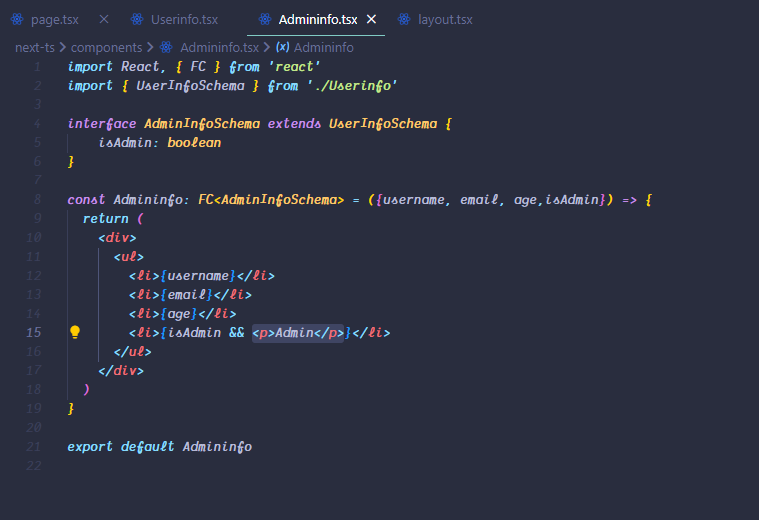 page.tsx Userinfo.tsx Admininfo.tsx layout.tsx
next-ts > components > Admininfo.tsx > Admininfo
1 import React, { FC } from 'react'
2 import { UserInfoSchema } from './Userinfo'
3
4 interface AdminInfoSchema extends UserInfoSchema {
5     isAdmin: boolean
6 }
7
8 const Admininfo: FC<AdminInfoSchema> = ({username, email, age,isAdmin}) => {
9   return (
10     <div>
11       <ul>
12         <li>{username}</li>
13         <li>{email}</li>
14         <li>{age}</li>
15         <li>{isAdmin && <p>Admin</p>}</li>
16       </ul>
17     </div>
18   )
19 }
20
21 export default Admininfo
22